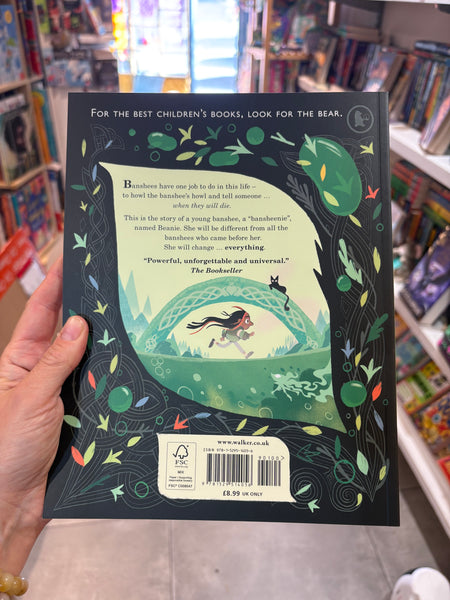 FOR THE BEST CHILDREN'S BOOKS, LOOK FOR THE BEAR.
Banshees have one job to do in this life –
to howl the banshee's howl and tell someone ...
when they will die.
This is the story of a young banshee, a "bansheenie",
named Beanie. She will be different from all the
banshees who came before her.
She will change ... everything.
"Powerful, unforgettable and universal."
The Bookseller
www.walker.co.uk
FSC
MIX
90100
£8.99 UK ONLY